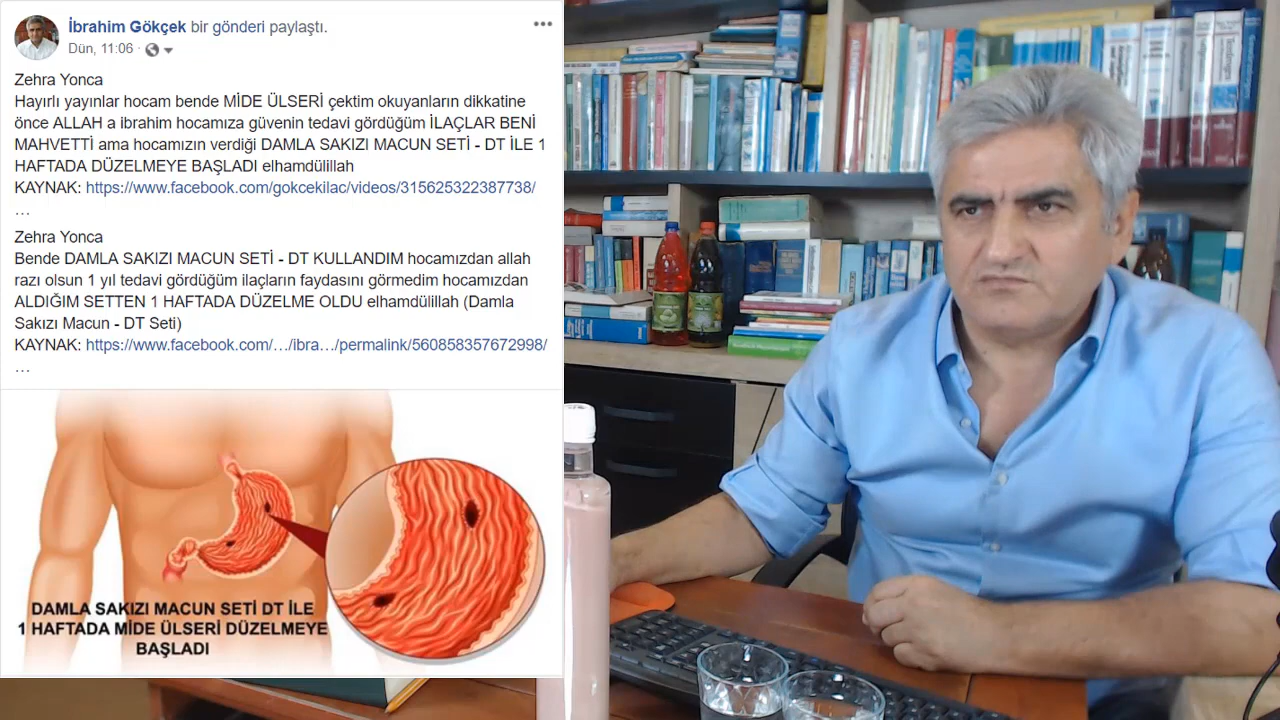 İbrahim Gökçek bir gönderi paylaştı.
Dün, 11:06 ·
Zehra Yonca
Hayırlı yayınlar hocam bende MİDE ÜLSERİ çektim okuyanların dikkatine
önce ALLAH a ibrahim hocamıza güvenin tedavi gördüğüm İLAÇLAR BENİ
MAHVETTİ ama hocamızın verdiği DAMLA SAKIZI MACUN SETİ - DT İLE 1
HAFTADA DÜZELMEYE BAŞLADI elhamdülillah
KAYNAK: https://www.facebook.com/gokcekilac/videos/315625322387738/
…
Zehra Yonca
Bende DAMLA SAKIZI MACUN SETİ - DT KULLANDIM hocamızdan allah
razı olsun 1 yıl tedavi gördüğüm ilaçların faydasını görmedim hocamızdan
ALDIĞIM SETTEN 1 HAFTADA DÜZELME OLDU elhamdülillah (Damla
Sakızı Macun - DT Seti)
KAYNAK: https://www.facebook.com/…/ibra…/permalink/560858357672998/
…
DAMLA SAKIZI MACUN SETİ DT İLE
1 HAFTADA MİDE ÜLSERİ DÜZELMEYE
BAŞLADI